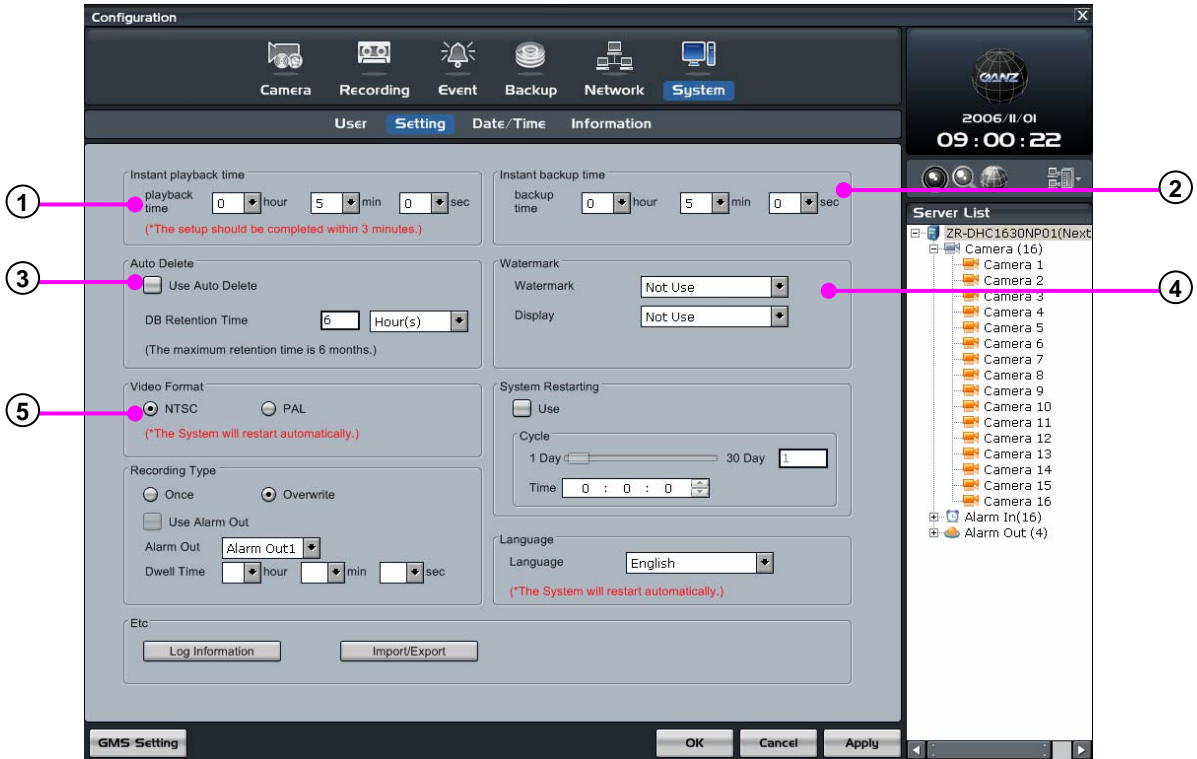 Configuration
X
Camera Recording Event Backup Network System
User Setting Date/Time Information
GANZ
2006/11/01
09:00:22
Instant playback time
playback time 0 hour 5 min 0 sec
(*The setup should be completed within 3 minutes.)
1
Instant backup time
backup time 0 hour 5 min 0 sec
2
Auto Delete
Use Auto Delete
DB Retention Time 6 Hour(s)
(The maximum retention time is 6 months.)
3
Watermark
Watermark Not Use
Display Not Use
4
Video Format
NTSC PAL
(*The System will restart automatically.)
5
System Restarting
Use
Cycle
1 Day 30 Day 1
Time 0 : 0 : 0
Recording Type
Once Overwrite
Use Alarm Out
Alarm Out Alarm Out1
Dwell Time hour min sec
Language
Language English
(*The System will restart automatically.)
Etc
Log Information Import/Export
GMS Setting OK Cancel Apply
Server List
ZR-DHC1630NP01(Next
Camera (16)
Camera 1
Camera 2
Camera 3
Camera 4
Camera 5
Camera 6
Camera 7
Camera 8
Camera 9
Camera 10
Camera 11
Camera 12
Camera 13
Camera 14
Camera 15
Camera 16
Alarm In(16)
Alarm Out (4)